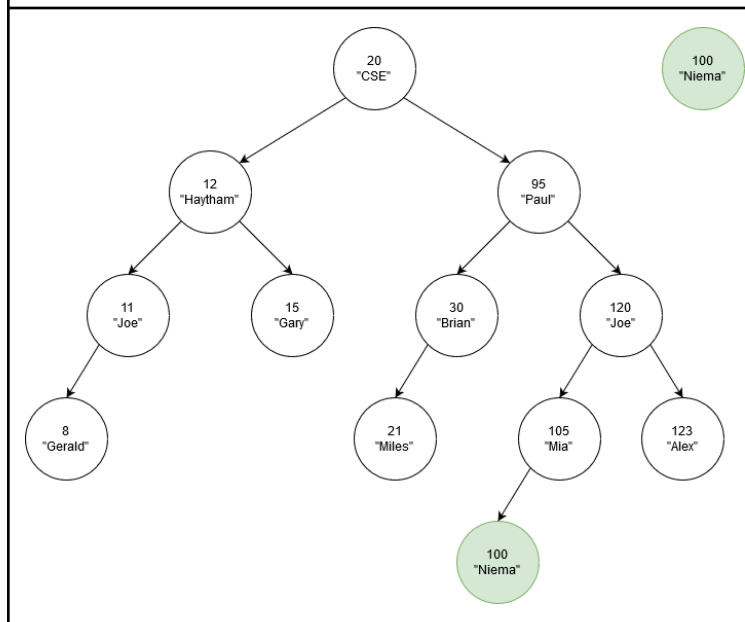 20
"CSE"
100
"Niema"
12
"Haytham"
95
"Paul"
11
"Joe"
15
"Gary"
30
"Brian"
120
"Joe"
8
"Gerald"
21
"Miles"
105
"Mia"
123
"Alex"
100
"Niema"